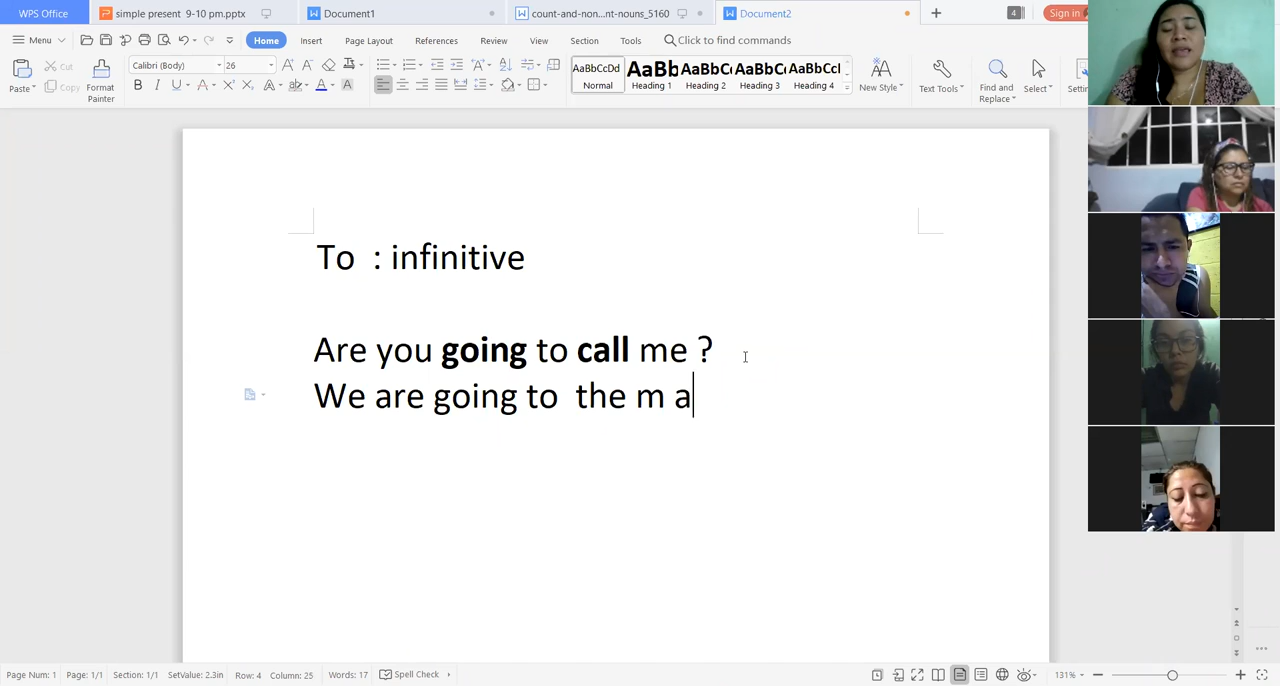 WPS Office
simple present 9-10 pm.pptx
Document1
count-and-non...nt-nouns_5160
Document2
4
Sign in
Menu
Home
Insert
Page Layout
References
Review
View
Section
Tools
Click to find commands
Paste
Cut
Copy
Format Painter
Calibri (Body)
26
AaBbCcDd
Normal
AaBb
Heading 1
AaBbC
Heading 2
AaBbC
Heading 3
AaBbCcl
Heading 4
New Style
Text Tools
Find and Replace
Select
To : infinitive
Are you going to call me ?
We are going to the m a
Page Num: 1
Page: 1/1
Section: 1/1
SetValue: 2.3in
Row: 4
Column: 25
Words: 17
Spell Check
131%